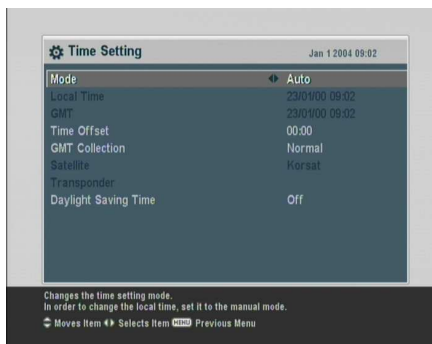 Time Setting Jan 1 2004 09:02
Mode Auto
Local Time 23/01/00 09:02
GMT 23/01/00 09:02
Time Offset 00:00
GMT Collection Normal
Satellite Korsat
Transponder
Daylight Saving Time Off
Changes the time setting mode.
In order to change the local time, set it to the manual mode.
Moves Item Selects Item MENU Previous Menu